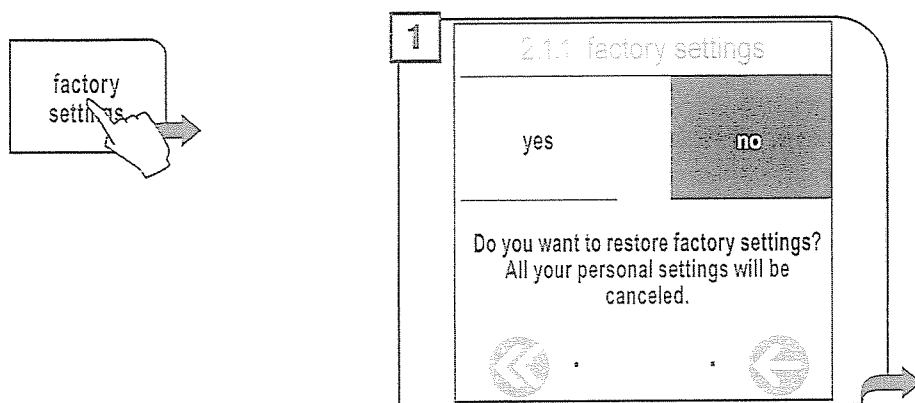 factory
settings
1
2.1.1 factory settings
yes
no
Do you want to restore factory settings?
All your personal settings will be
canceled.